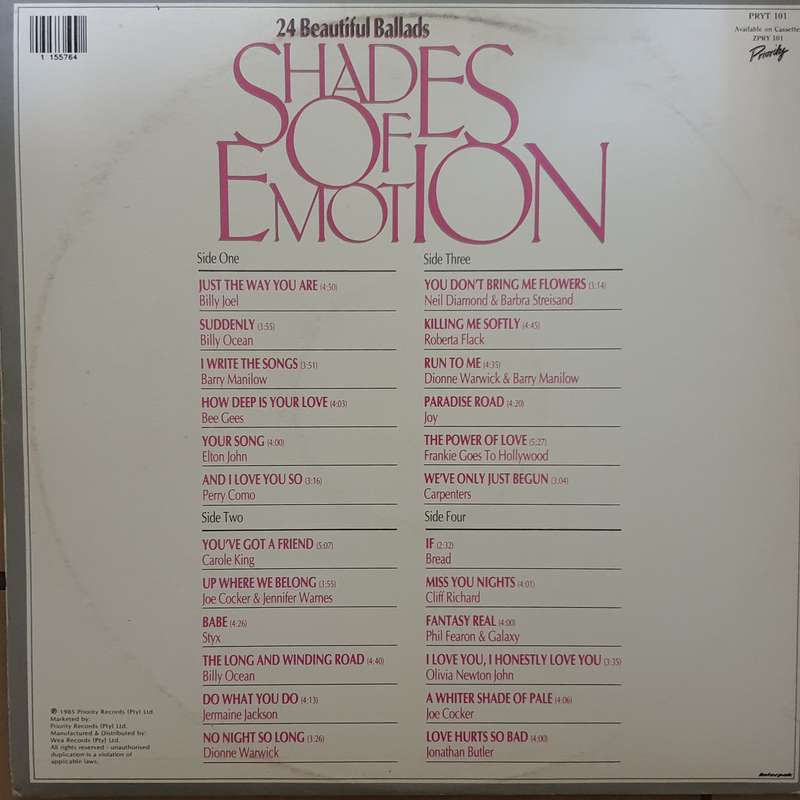 1 155764
24 Beautiful Ballads
PRYT 101
Available on Cassette
ZPRY 101
Priority
SHADES
OF
EMOTION
Side One
JUST THE WAY YOU ARE (4:50)
Billy Joel
SUDDENLY (3:55)
Billy Ocean
I WRITE THE SONGS (3:51)
Barry Manilow
HOW DEEP IS YOUR LOVE (4:03)
Bee Gees
YOUR SONG (4:00)
Elton John
AND I LOVE YOU SO (3:16)
Perry Como
Side Two
YOU'VE GOT A FRIEND (5:07)
Carole King
UP WHERE WE BELONG (3:55)
Joe Cocker & Jennifer Warnes
BABE (4:26)
Styx
THE LONG AND WINDING ROAD (4:40)
Billy Ocean
DO WHAT YOU DO (4:13)
Jermaine Jackson
NO NIGHT SO LONG (3:26)
Dionne Warwick
Side Three
YOU DON'T BRING ME FLOWERS (3:14)
Neil Diamond & Barbra Streisand
KILLING ME SOFTLY (4:45)
Roberta Flack
RUN TO ME (4:35)
Dionne Warwick & Barry Manilow
PARADISE ROAD (4:20)
Joy
THE POWER OF LOVE (5:27)
Frankie Goes To Hollywood
WE'VE ONLY JUST BEGUN (3:04)
Carpenters
Side Four
IF (2:32)
Bread
MISS YOU NIGHTS (4:01)
Cliff Richard
FANTASY REAL (4:00)
Phil Fearon & Galaxy
I LOVE YOU, I HONESTLY LOVE YOU (3:35)
Olivia Newton John
A WHITER SHADE OF PALE (4:06)
Joe Cocker
LOVE HURTS SO BAD (4:00)
Jonathan Butler
℗ 1985 Priority Records (Pty) Ltd.
Marketed by:
Priority Records (Pty) Ltd.
Manufactured & Distributed by:
Wea Records (Pty) Ltd.
All rights reserved - unauthorised
duplication is a violation of
applicable laws.
Interpak